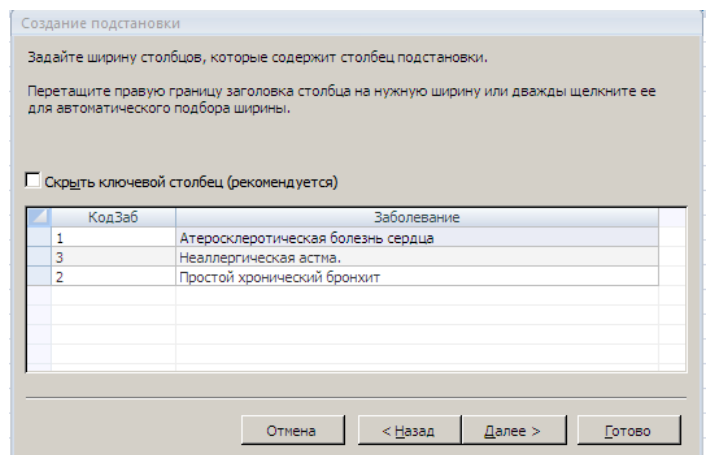 Создание подстановки
Задайте ширину столбцов, которые содержит столбец подстановки.
Перетащите правую границу заголовка столбца на нужную ширину или дважды щелкните ее
для автоматического подбора ширины.
Скрыть ключевой столбец (рекомендуется)
КодЗаб Заболевание
1 Атеросклеротическая болезнь сердца
3 Неаллергическая астма.
2 Простой хронический бронхит
Отмена < Назад Далее > Готово